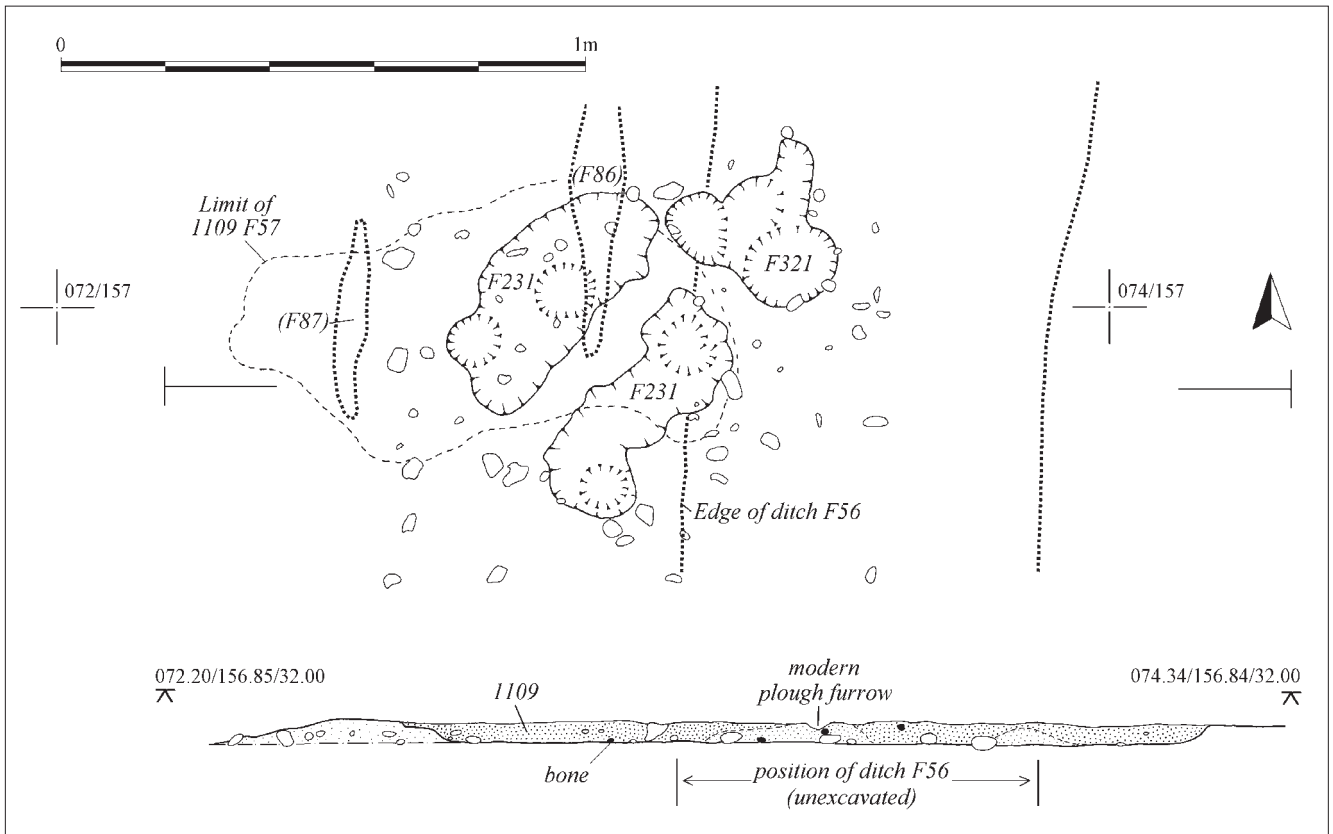 0 1m
(F86)
Limit of
1109 F57
F231
F321
072/157
074/157
(F87)
F231
Edge of ditch F56
072.20/156.85/32.00
1109
modern
plough furrow
074.34/156.84/32.00
bone
position of ditch F56
(unexcavated)